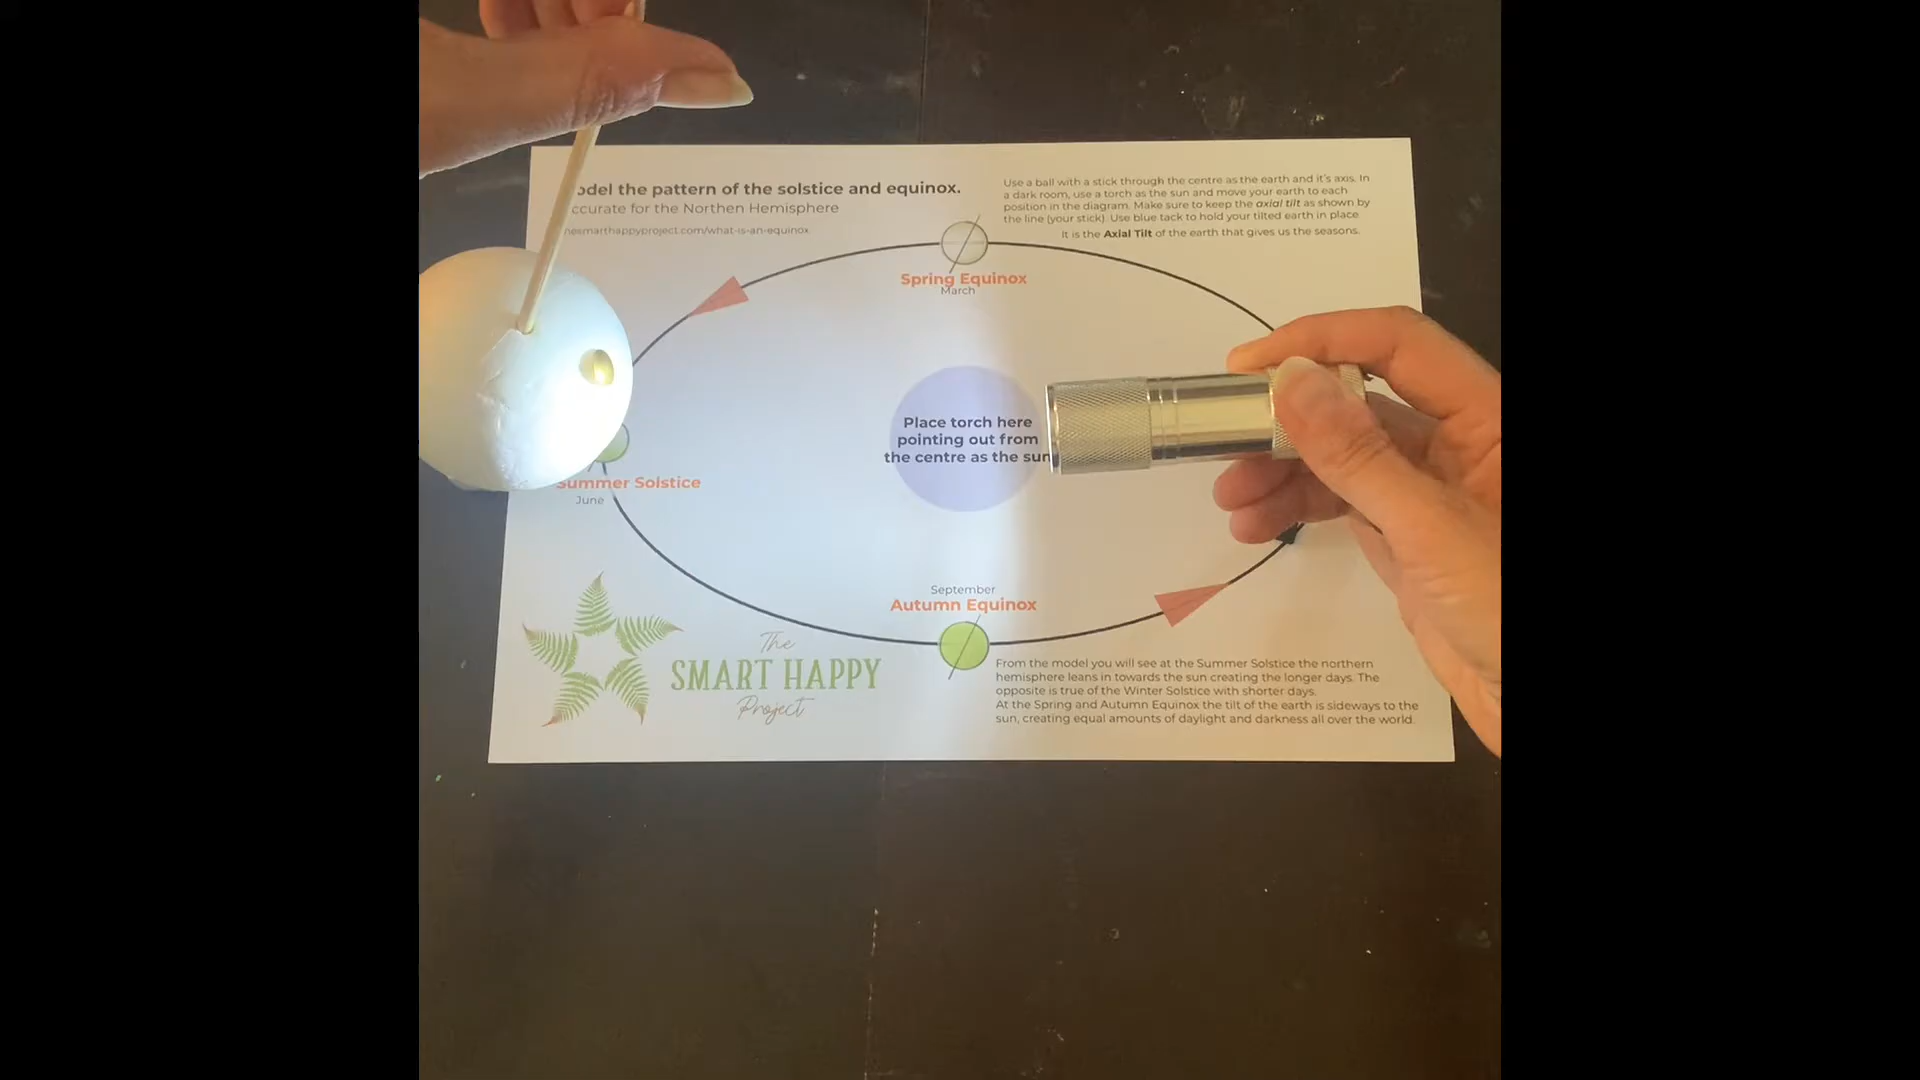 odel the pattern of the solstice and equinox.
ccurate for the Northen Hemisphere
hesmarthappyproject.com/what-is-an-equinox
Use a ball with a stick through the centre as the earth and it's axis. In
a dark room, use a torch as the sun and move your earth to each
position in the diagram. Make sure to keep the axial tilt as shown by
the line (your stick). Use blue tack to hold your tilted earth in place
It is the Axial Tilt of the earth that gives us the seasons.
Spring Equinox
March
Place torch here
pointing out from
the centre as the sun
Summer Solstice
June
September
Autumn Equinox
The
SMART HAPPY
Project
From the model you will see at the Summer Solstice the northern
hemisphere leans in towards the sun creating the longer days. The
opposite is true of the Winter Solstice with shorter days.
At the Spring and Autumn Equinox the tilt of the earth is sideways to the
sun, creating equal amounts of daylight and darkness all over the world.